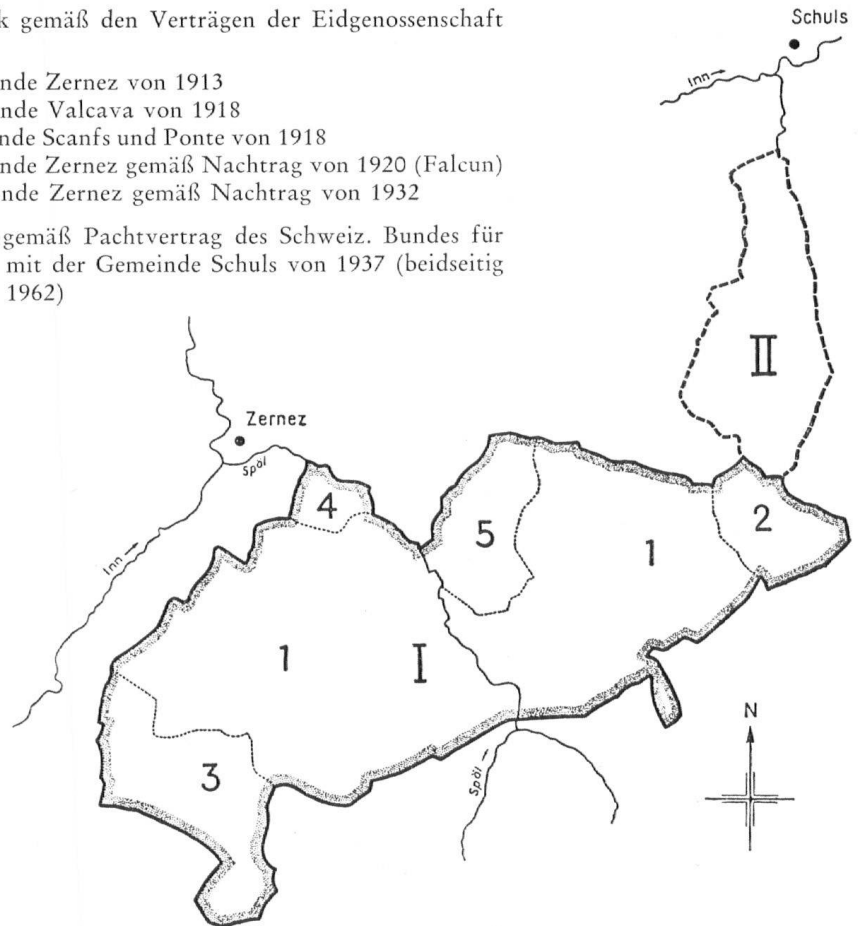 k gemäß den Verträgen der Eidgenossenschaft
nde Zernez von 1913
nde Valcava von 1918
nde Scanfs und Ponte von 1918
nde Zernez gemäß Nachtrag von 1920 (Falcun)
nde Zernez gemäß Nachtrag von 1932
gemäß Pachtvertrag des Schweiz. Bundes für
mit der Gemeinde Schuls von 1937 (beidseitig
1962)
Schuls
Inn
II
Zernez
Spöl
4
5
1
2
Inn
1
I
3
Spöl
N